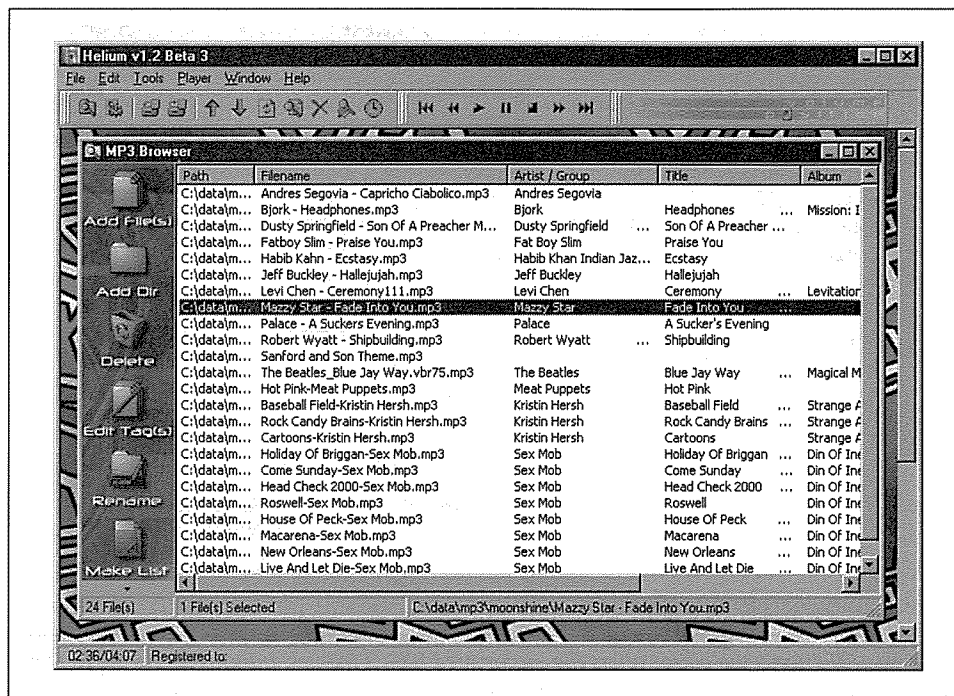 Helium v1.2 Beta 3
File Edit Tools Player Window Help
MP3 Browser
Path Filename Artist / Group Title Album
C:\data\m... Andres Segovia - Capricho Ciabolico.mp3 Andres Segovia
C:\data\m... Bjork - Headphones.mp3 Bjork Headphones ... Mission: I
C:\data\m... Dusty Springfield - Son Of A Preacher M... Dusty Springfield ... Son Of A Preacher ...
C:\data\m... Fatboy Slim - Praise You.mp3 Fat Boy Slim Praise You
C:\data\m... Habib Kahn - Ecstasy.mp3 Habib Khan Indian Jaz... Ecstasy
C:\data\m... Jeff Buckley - Hallejujah.mp3 Jeff Buckley Hallejujah
C:\data\m... Levi Chen - Ceremony111.mp3 Levi Chen Ceremony ... Levitation
C:\data\m... Mazzy Star - Fade Into You.mp3 Mazzy Star Fade Into You ...
C:\data\m... Palace - A Suckers Evening.mp3 Palace A Sucker's Evening
C:\data\m... Robert Wyatt - Shipbuilding.mp3 Robert Wyatt ... Shipbuilding
C:\data\m... Sanford and Son Theme.mp3
C:\data\m... The Beatles_Blue Jay Way.vbr75.mp3 The Beatles Blue Jay Way ... Magical M
C:\data\m... Hot Pink-Meat Puppets.mp3 Meat Puppets Hot Pink
C:\data\m... Baseball Field-Kristin Hersh.mp3 Kristin Hersh Baseball Field ... Strange A
C:\data\m... Rock Candy Brains-Kristin Hersh.mp3 Kristin Hersh Rock Candy Brains ... Strange A
C:\data\m... Cartoons-Kristin Hersh.mp3 Kristin Hersh Cartoons ... Strange A
C:\data\m... Holiday Of Briggan-Sex Mob.mp3 Sex Mob Holiday Of Briggan ... Din Of Ine
C:\data\m... Come Sunday-Sex Mob.mp3 Sex Mob Come Sunday ... Din Of Ine
C:\data\m... Head Check 2000-Sex Mob.mp3 Sex Mob Head Check 2000 ... Din Of Ine
C:\data\m... Roswell-Sex Mob.mp3 Sex Mob Roswell ... Din Of Ine
C:\data\m... House Of Peck-Sex Mob.mp3 Sex Mob House Of Peck ... Din Of Ine
C:\data\m... Macarena-Sex Mob.mp3 Sex Mob Macarena ... Din Of Ine
C:\data\m... New Orleans-Sex Mob.mp3 Sex Mob New Orleans ... Din Of Ine
C:\data\m... Live And Let Die-Sex Mob.mp3 Sex Mob Live And Let Die ... Din Of Ine
Add File(s)
Add Dir
Delete
Edit Tag(s)
Rename
Make List
24 File(s) 1 File(s) Selected C:\data\mp3\moonshine\Mazzy Star - Fade Into You.mp3
02:36/04:07 Registered to: